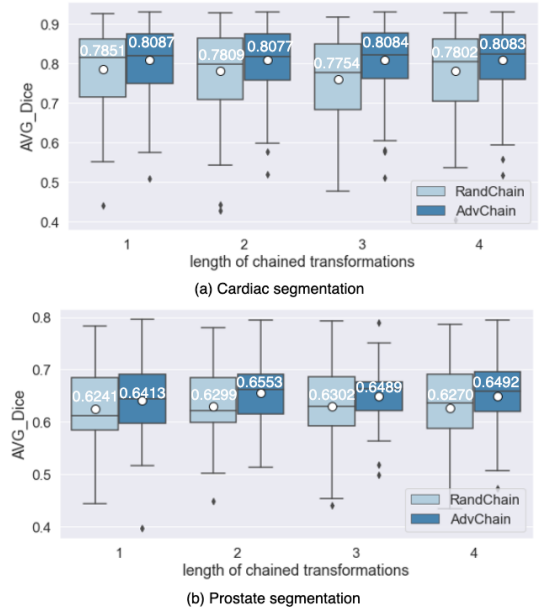 0.9
0.8
0.7
0.6
0.5
0.4
AVG_Dice
0.7851 0.8087 0.7809 0.8077 0.7754 0.8084 0.7802 0.8083
RandChain
AdvChain
1 2 3 4
length of chained transformations
(a) Cardiac segmentation
0.8
0.7
0.6
0.5
0.4
AVG_Dice
0.6241 0.6413 0.6299 0.6553 0.6302 0.6489 0.6270 0.6492
RandChain
AdvChain
1 2 3 4
length of chained transformations
(b) Prostate segmentation